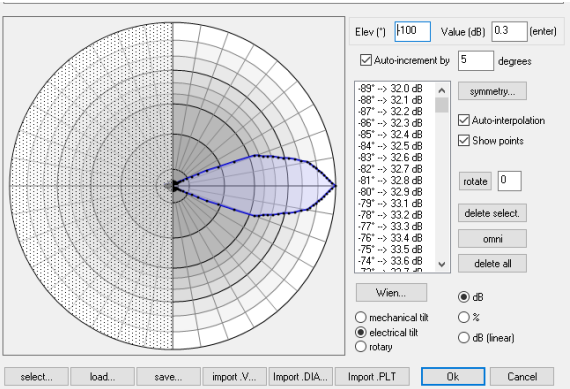 Elev (°) -100 Value (dB) 0.3 (enter)
Auto-increment by 5 degrees
-89° --> 32.0 dB
-88° --> 32.1 dB
-87° --> 32.2 dB
-86° --> 32.3 dB
-85° --> 32.4 dB
-84° --> 32.5 dB
-83° --> 32.6 dB
-82° --> 32.7 dB
-81° --> 32.8 dB
-80° --> 32.9 dB
-79° --> 33.1 dB
-78° --> 33.2 dB
-77° --> 33.3 dB
-76° --> 33.4 dB
-75° --> 33.5 dB
-74° --> 33.6 dB
-73° --> 33.7 dB
symmetry...
Auto-interpolation
Show points
rotate 0
delete select.
omni
delete all
Wien...
mechanical tilt
electrical tilt
rotary
dB
%
dB (linear)
select... load... save... import .V... Import .DIA... Import .PLT Ok Cancel